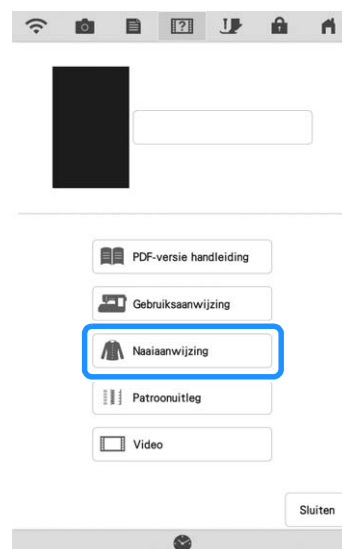 PDF-versie handleiding
Gebruiksaanwijzing
Naaiaanwijzing
Patroonuitleg
Video
Sluiten